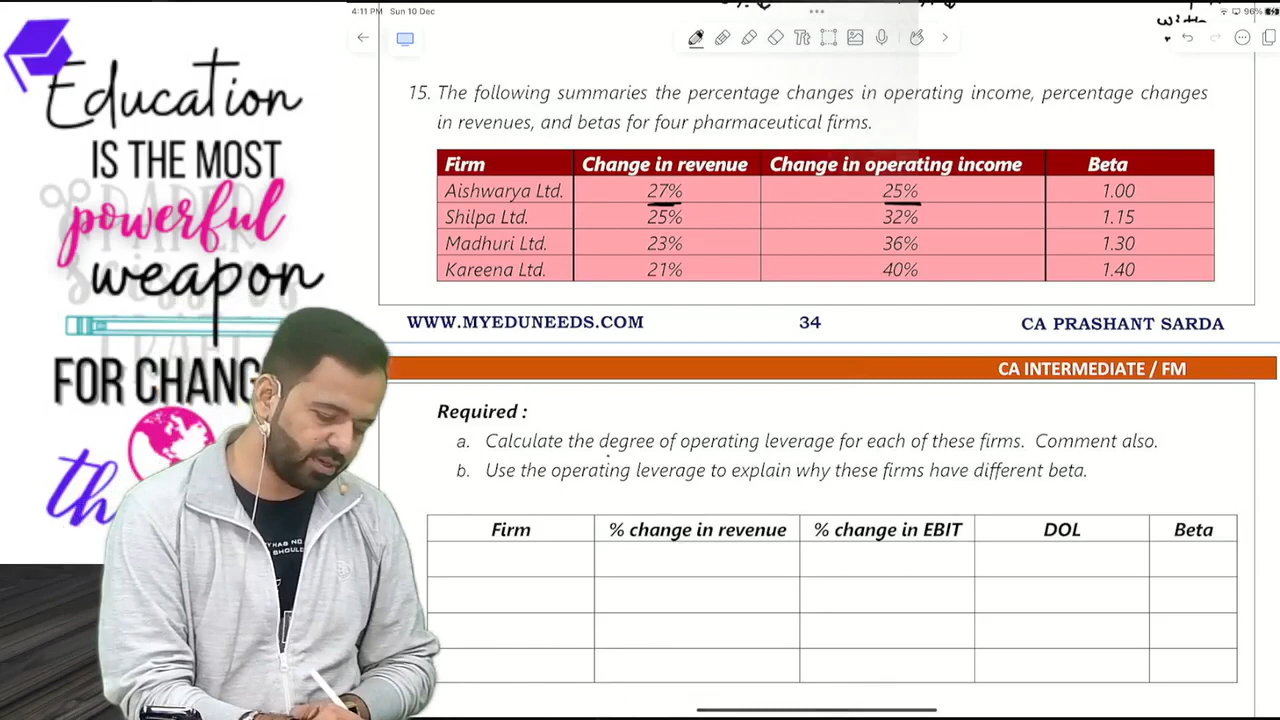 4:11 PM Sun 10 Dec
96%
with
Education
IS THE MOST
powerful
weapon
FOR CHANG
th
15. The following summaries the percentage changes in operating income, percentage changes
in revenues, and betas for four pharmaceutical firms.
Firm Change in revenue Change in operating income Beta
Aishwarya Ltd. 27% 25% 1.00
Shilpa Ltd. 25% 32% 1.15
Madhuri Ltd. 23% 36% 1.30
Kareena Ltd. 21% 40% 1.40
WWW.MYEDUNEEDS.COM 34 CA PRASHANT SARDA
CA INTERMEDIATE / FM
Required :
a. Calculate the degree of operating leverage for each of these firms. Comment also.
b. Use the operating leverage to explain why these firms have different beta.
Firm % change in revenue % change in EBIT DOL Beta